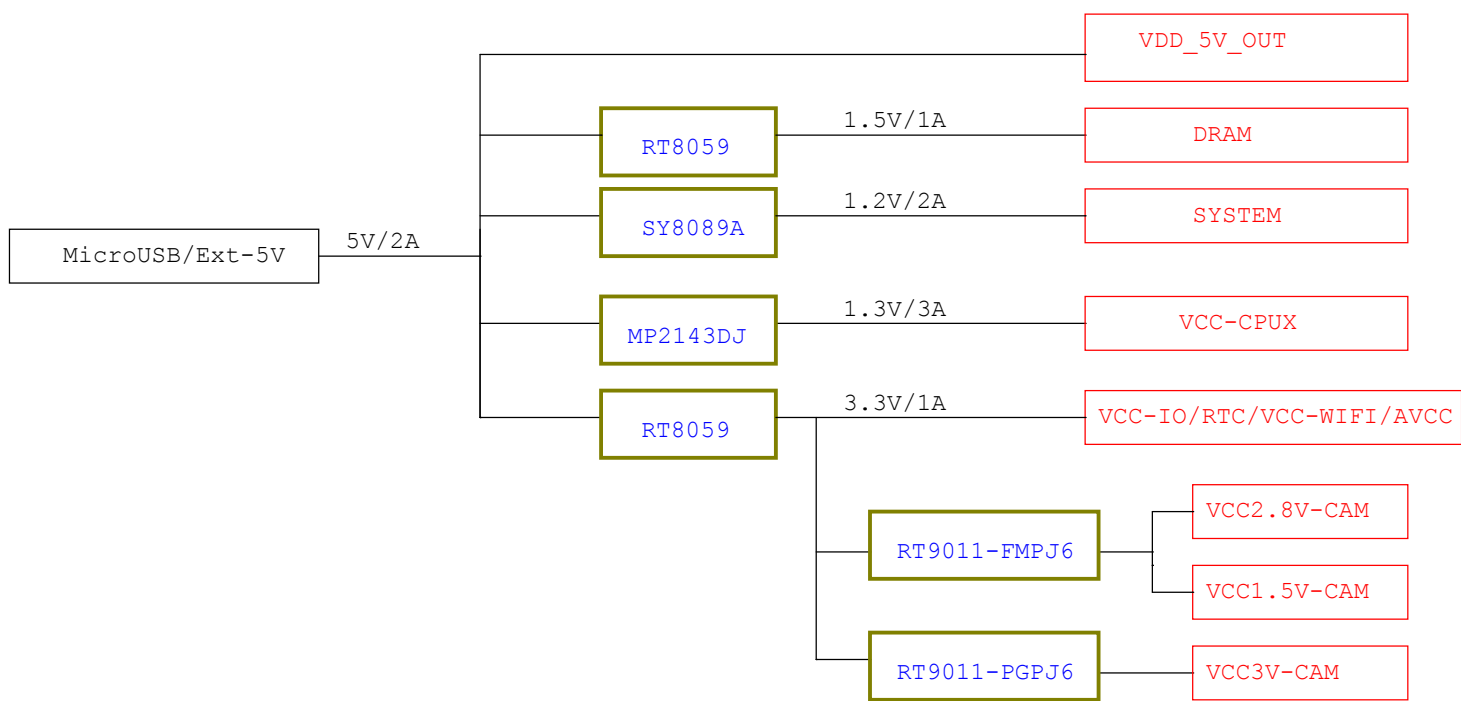 VDD_5V_OUT
1.5V/1A
RT8059
DRAM
1.2V/2A
SY8089A
SYSTEM
MicroUSB/Ext-5V
5V/2A
1.3V/3A
MP2143DJ
VCC-CPUX
3.3V/1A
RT8059
VCC-IO/RTC/VCC-WIFI/AVCC
VCC2.8V-CAM
RT9011-FMPJ6
VCC1.5V-CAM
RT9011-PGPJ6
VCC3V-CAM